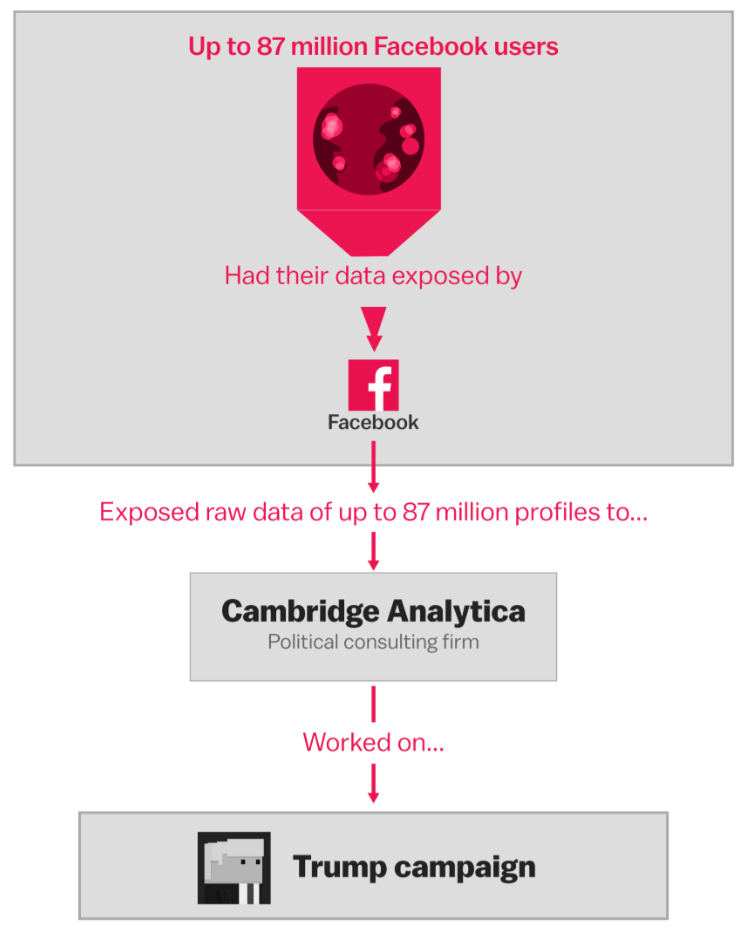 Up to 87 million Facebook users
Had their data exposed by
f
Facebook
Exposed raw data of up to 87 million profiles to...
Cambridge Analytica
Political consulting firm
Worked on...
Trump campaign